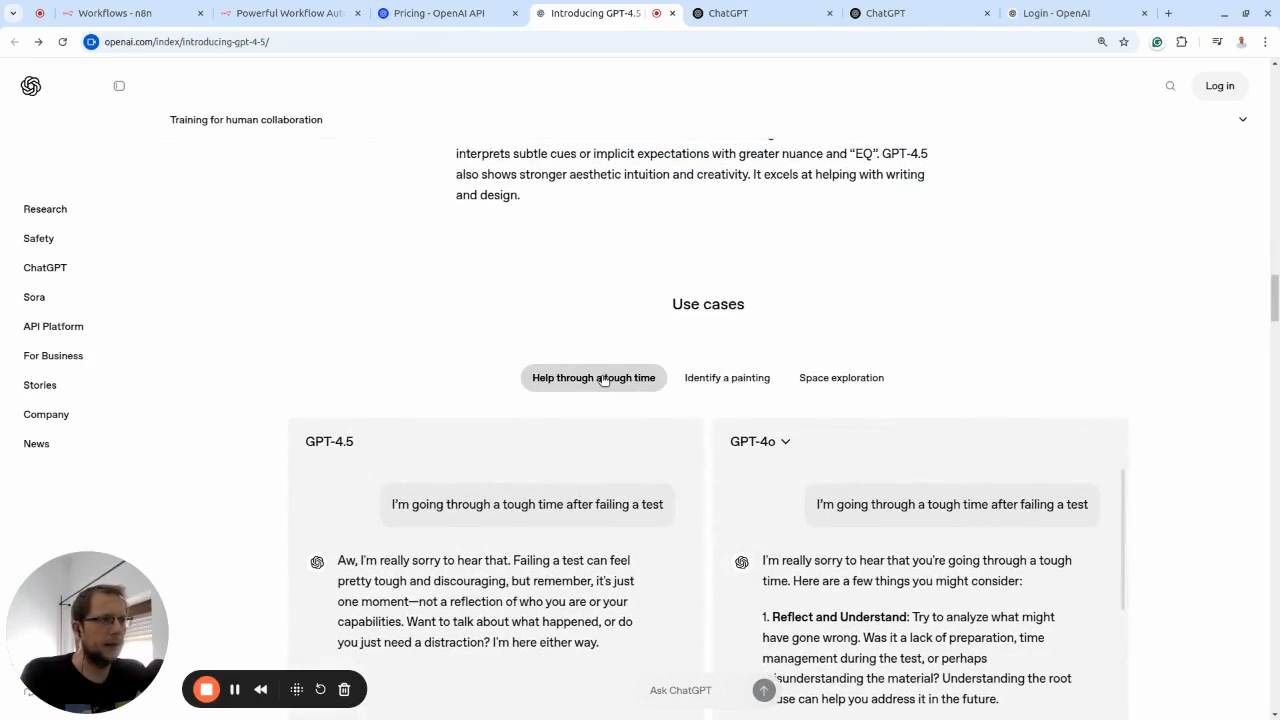 Workflows - n8n
Powerful Workflow Aut
Pricing - OpenAI API
Introducing GPT-4.5
ChatGPT
ChatGPT
Login - OpenAI
openai.com/index/introducing-gpt-4-5/
Log in
Training for human collaboration
interprets subtle cues or implicit expectations with greater nuance and “EQ”. GPT-4.5
also shows stronger aesthetic intuition and creativity. It excels at helping with writing
and design.
Research
Safety
ChatGPT
Sora
API Platform
For Business
Stories
Company
News
Use cases
Help through a tough time
Identify a painting
Space exploration
GPT-4.5
I’m going through a tough time after failing a test
Aw, I'm really sorry to hear that. Failing a test can feel
pretty tough and discouraging, but remember, it's just
one moment—not a reflection of who you are or your
capabilities. Want to talk about what happened, or do
you just need a distraction? I'm here either way.
GPT-4o
I’m going through a tough time after failing a test
I'm really sorry to hear that you're going through a tough
time. Here are a few things you might consider:
1. Reflect and Understand: Try to analyze what might
have gone wrong. Was it a lack of preparation, time
management during the test, or perhaps
misunderstanding the material? Understanding the root
use can help you address it in the future.
Ask ChatGPT